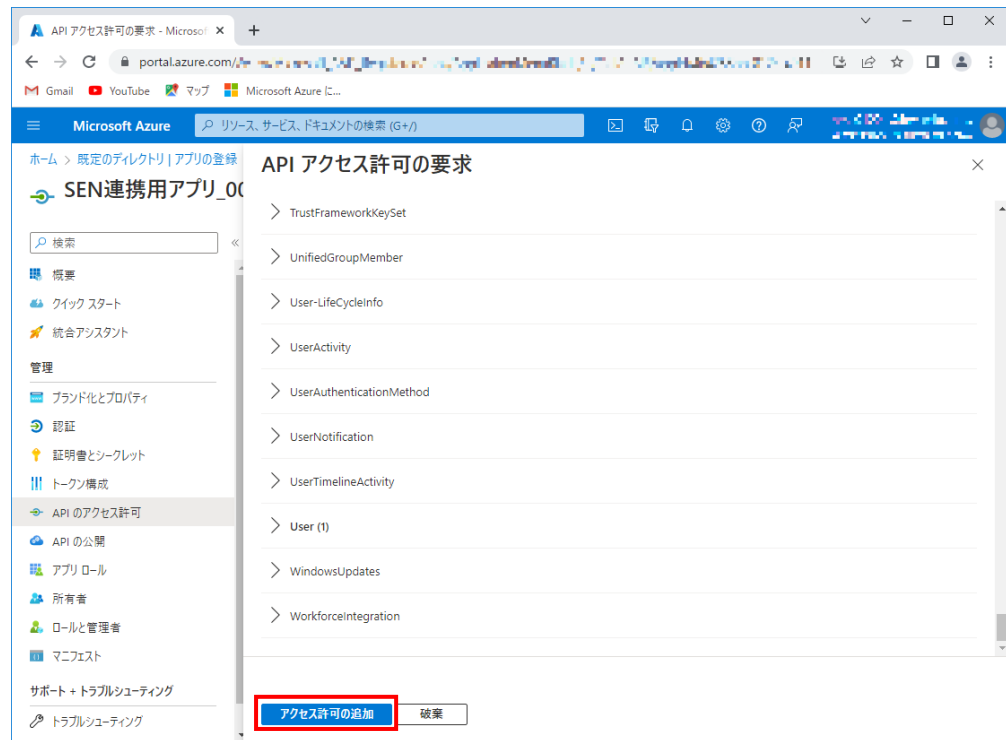 API アクセス許可の要求 - Microsof
portal.azure.com/
Gmail YouTube マップ Microsoft Azure に...
Microsoft Azure リソース、サービス、ドキュメントの検索 (G+/)
ホーム > 既定のディレクトリ | アプリの登録
SEN連携用アプリ_00
検索
概要
クイック スタート
統合アシスタント
管理
ブランド化とプロパティ
認証
証明書とシークレット
トークン構成
API のアクセス許可
API の公開
アプリ ロール
所有者
ロールと管理者
マニフェスト
サポート + トラブルシューティング
トラブルシューティング
API アクセス許可の要求
TrustFrameworkKeySet
UnifiedGroupMember
User-LifeCycleInfo
UserActivity
UserAuthenticationMethod
UserNotification
UserTimelineActivity
User (1)
WindowsUpdates
WorkforceIntegration
アクセス許可の追加 破棄